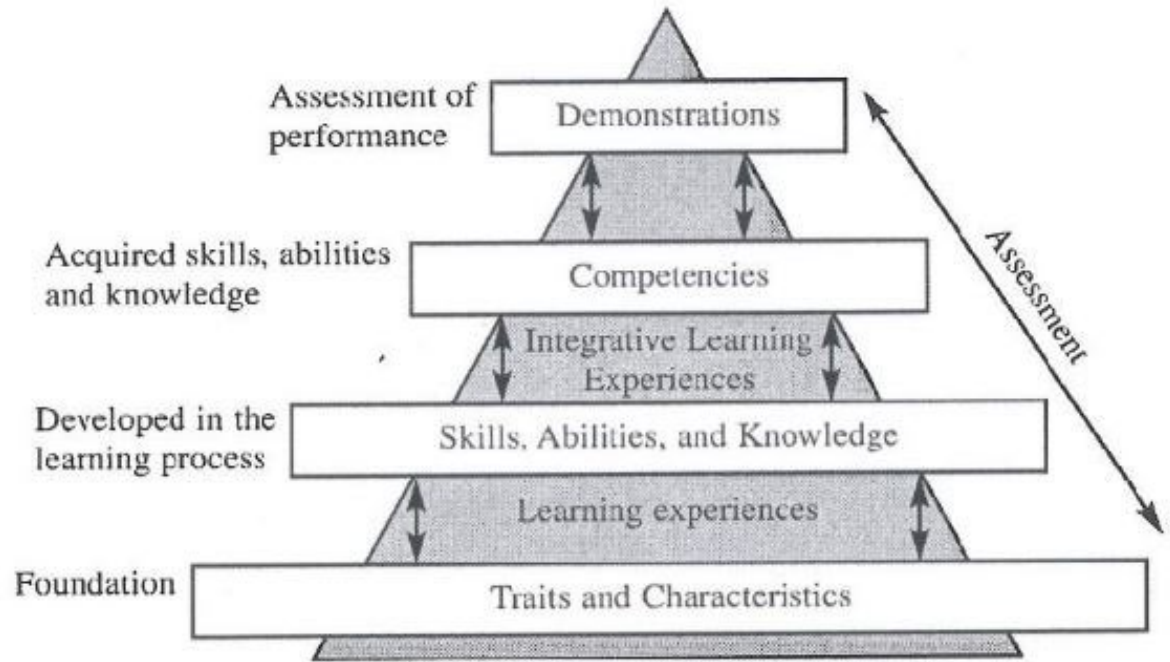 Assessment of
performance
Demonstrations
Acquired skills, abilities
and knowledge
Competencies
Assessment
Integrative Learning
Experiences
Developed in the
learning process
Skills, Abilities, and Knowledge
Learning experiences
Foundation
Traits and Characteristics